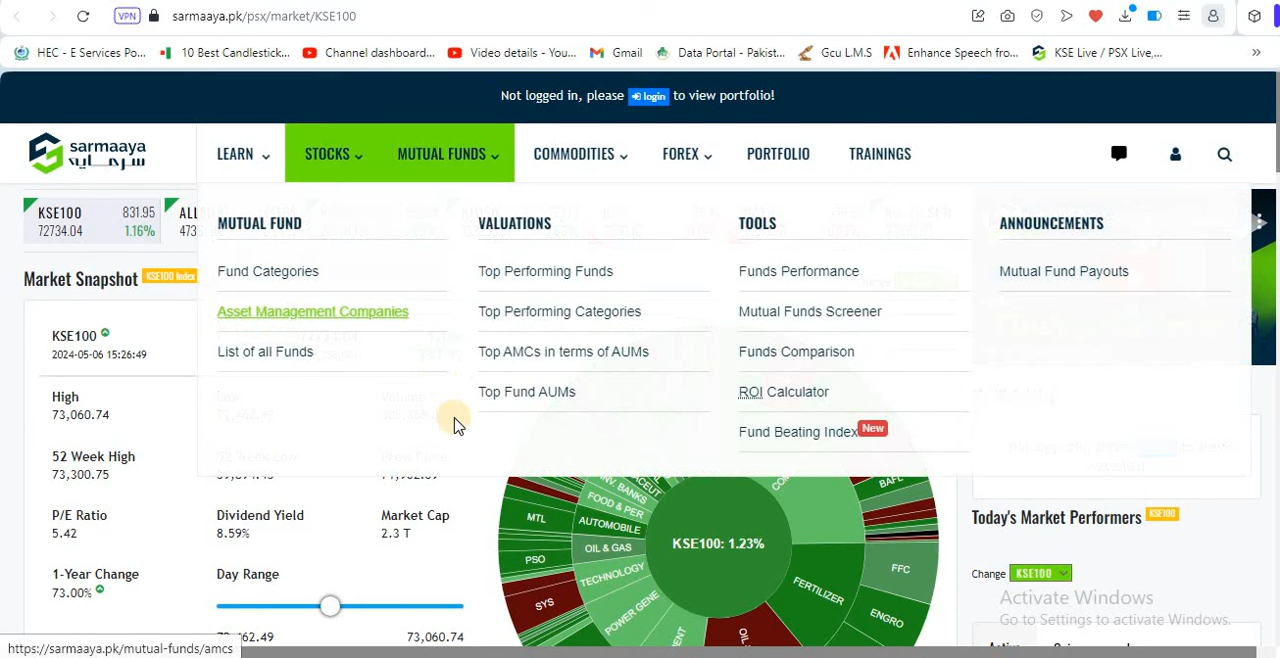 sarmaaya.pk/psx/market/KSE100
VPN
HEC - E Services Po...
10 Best Candlestick...
Channel dashboard...
Video details - You...
Gmail
Data Portal - Pakist...
Gcu L.M.S
Enhance Speech from...
KSE Live / PSX Live,...
Not logged in, please login to view portfolio!
sarmaaya
سرمایہ
LEARN
STOCKS
MUTUAL FUNDS
COMMODITIES
FOREX
PORTFOLIO
TRAININGS
KSE100 831.95
72734.04 1.16%
MUTUAL FUND
Fund Categories
Asset Management Companies
List of all Funds
VALUATIONS
Top Performing Funds
Top Performing Categories
Top AMCs in terms of AUMs
Top Fund AUMs
TOOLS
Funds Performance
Mutual Funds Screener
Funds Comparison
ROI Calculator
Fund Beating Index New
ANNOUNCEMENTS
Mutual Fund Payouts
Market Snapshot KSE100 Index
KSE100
2024-05-06 15:26:49
High
73,060.74
52 Week High
73,300.75
P/E Ratio
5.42
Dividend Yield
8.59%
Market Cap
2.3 T
1-Year Change
73.00%
Day Range
73,060.74
KSE100: 1.23%
INV. BANKS
FOOD & PER
AUTOMOBILE
OIL & GAS
TECHNOLOGY
POWER GENE
FERTILIZER
MTL
PSO
SYS
BAFL
FFC
ENGRO
Today's Market Performers KSE100
Change KSE100
Activate Windows
Go to Settings to activate Windows.
https://sarmaaya.pk/mutual-funds/amcs